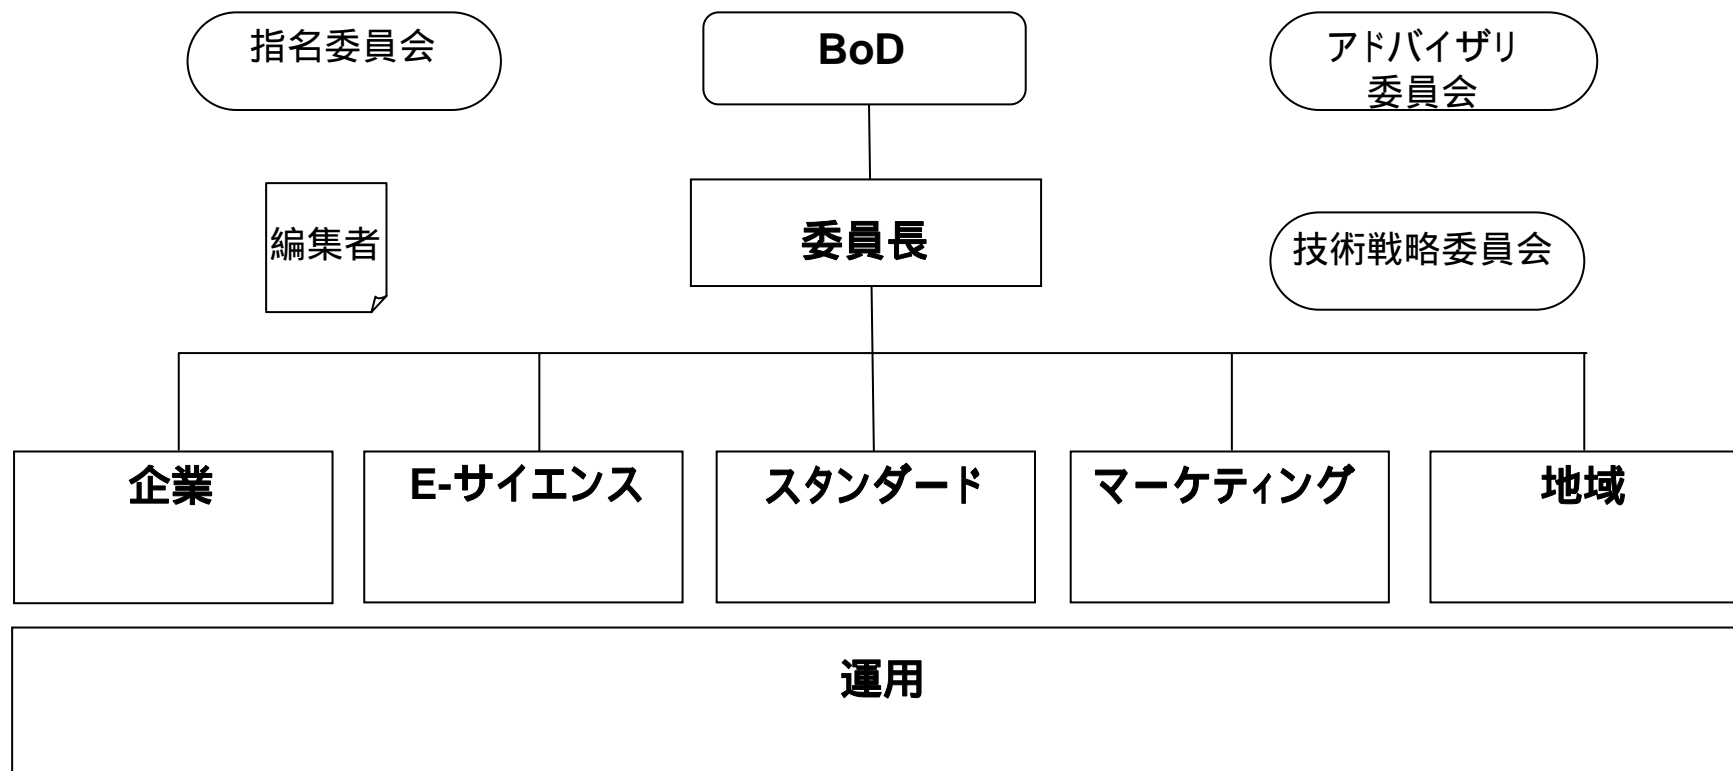 指名委員会
BoD
アドバイザリ
委員会
編集者
委員長
技術戦略委員会
企業
E-サイエンス
スタンダード
マーケティング
地域
運用